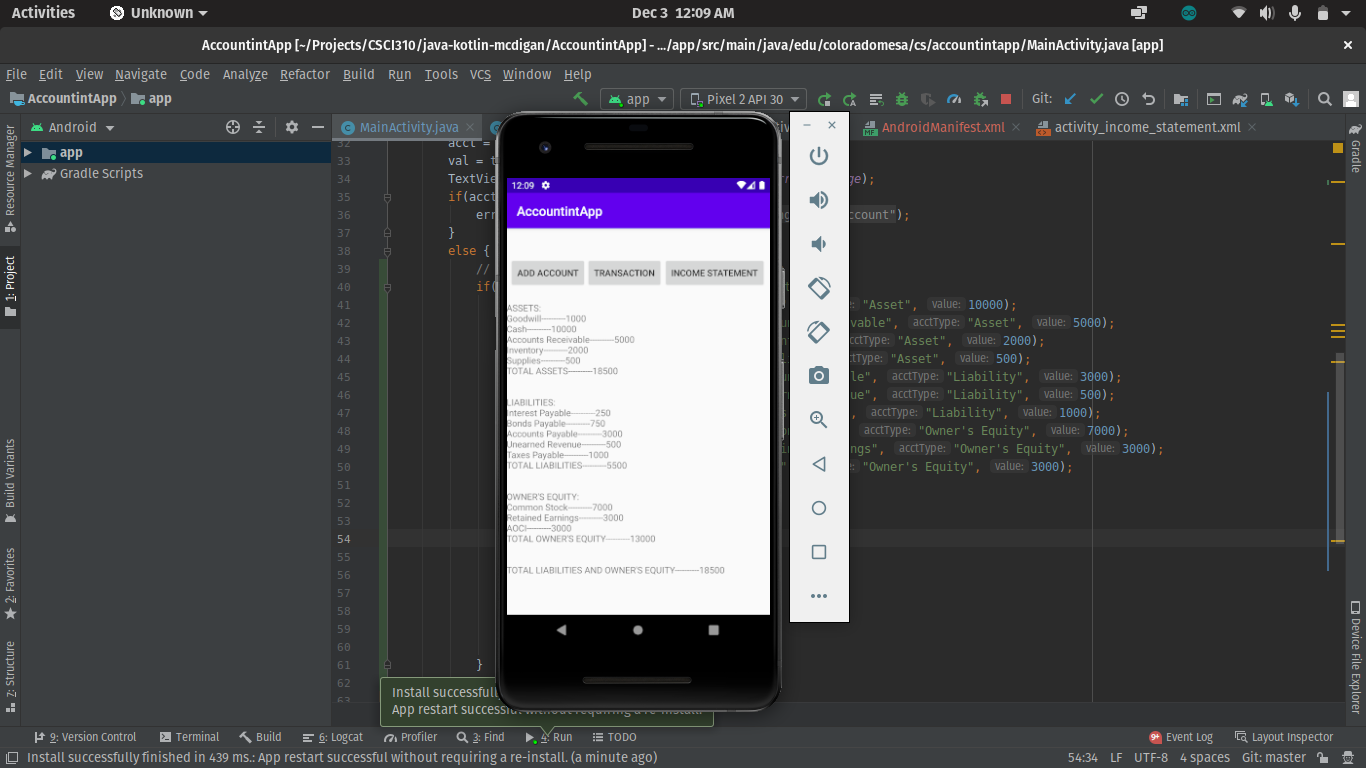 Activities
Unknown
Dec 3 12:09 AM
AccountintApp [~/Projects/CSCI310/java-kotlin-mcdigan/AccountintApp] - .../app/src/main/java/edu/coloradomesa/cs/accountintapp/MainActivity.java [app]
File Edit View Navigate Code Analyze Refactor Build Run Tools VCS Window Help
AccountintApp app
app
Pixel 2 API 30
Git:
Resource Manager
1: Project
Build Variants
2: Favorites
7: Structure
Android
app
Gradle Scripts
MainActivity.java
AndroidManifest.xml
activity_income_statement.xml
Gradle
Device File Explorer
32 acct =
33 val = t
34 TextVie ge);
35 if(acct
36 err ccount");
37 }
38 else {
39 //
40 if(
41 "Asset", value: 10000);
42 vable", acctType: "Asset", value: 5000);
43 acctType: "Asset", value: 2000);
44 "Asset", value: 500);
45 le", acctType: "Liability", value: 3000);
46 ue", acctType: "Liability", value: 500);
47 , acctType: "Liability", value: 1000);
48 acctType: "Owner's Equity", value: 7000);
49 ngs", acctType: "Owner's Equity", value: 3000);
50 "Owner's Equity", value: 3000);
51
52
53
54
55
56
57
58
59
60
61 }
62
63
12:09
AccountintApp
ADD ACCOUNT
TRANSACTION
INCOME STATEMENT
ASSETS:
Goodwill----------1000
Cash----------10000
Accounts Receivable----------5000
Inventory----------2000
Supplies----------500
TOTAL ASSETS----------18500
LIABILITIES:
Interest Payable----------250
Bonds Payable----------750
Accounts Payable----------3000
Unearned Revenue----------500
Taxes Payable----------1000
TOTAL LIABILITIES----------5500
OWNER'S EQUITY:
Common Stock----------7000
Retained Earnings----------3000
AOCI----------3000
TOTAL OWNER'S EQUITY----------13000
TOTAL LIABILITIES AND OWNER'S EQUITY----------18500
Install successfull
App restart successful without requiring a re-install.
9: Version Control
Terminal
Build
6: Logcat
Profiler
3: Find
4: Run
TODO
9+ Event Log
Layout Inspector
Install successfully finished in 439 ms.: App restart successful without requiring a re-install. (a minute ago)
54:34 LF UTF-8 4 spaces Git: master